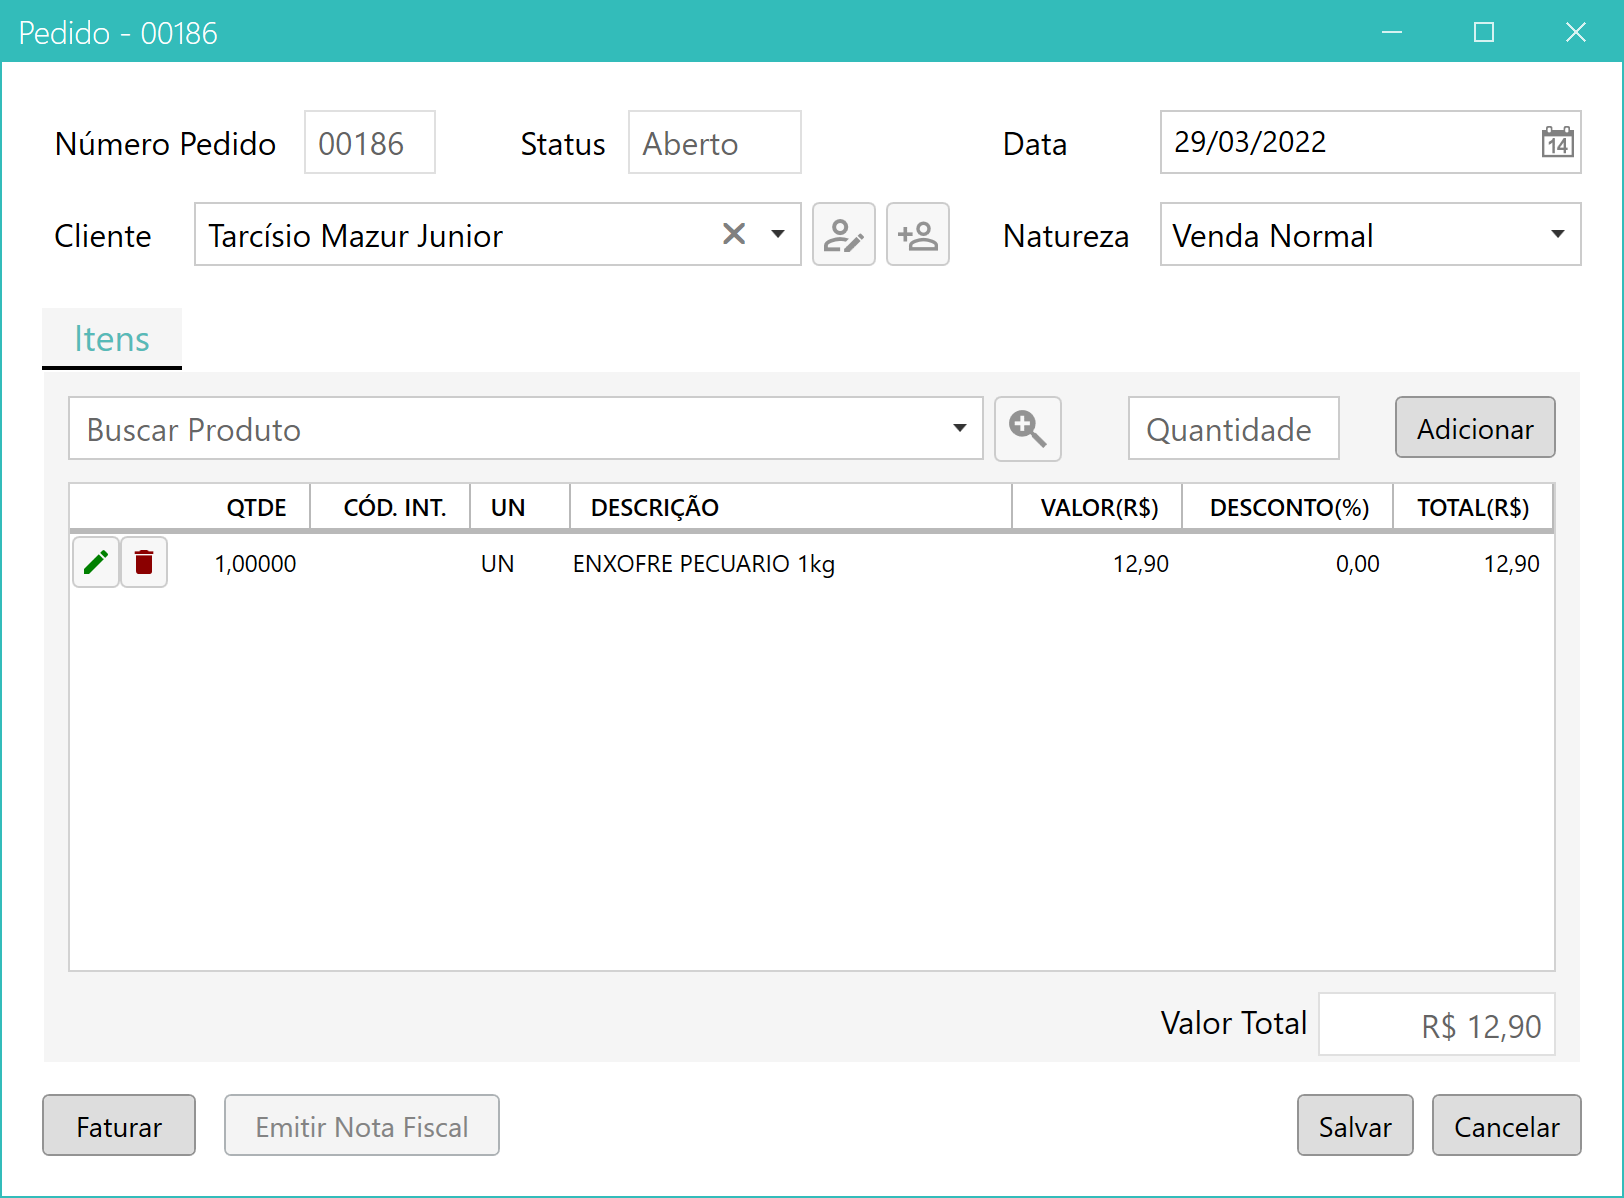 Pedido - 00186
Número Pedido 00186 Status Aberto Data 29/03/2022 14
Cliente Tarcísio Mazur Junior Natureza Venda Normal
Itens
Buscar Produto Quantidade Adicionar
QTDE CÓD. INT. UN DESCRIÇÃO VALOR(R$) DESCONTO(%) TOTAL(R$)
1,00000 UN ENXOFRE PECUARIO 1kg 12,90 0,00 12,90
Valor Total R$ 12,90
Faturar Emitir Nota Fiscal Salvar Cancelar